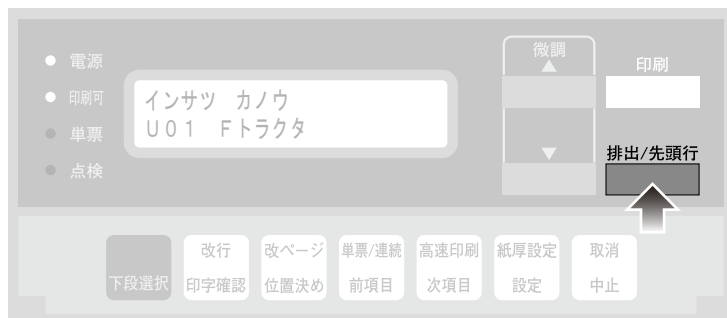 電源
印刷可
単票
点検
インサツ カノウ
U01 Fトラクタ
微調
▲
▼
印刷
排出/先頭行
下段選択
改行
印字確認
改ページ
位置決め
単票/連続
前項目
高速印刷
次項目
紙厚設定
設定
取消
中止